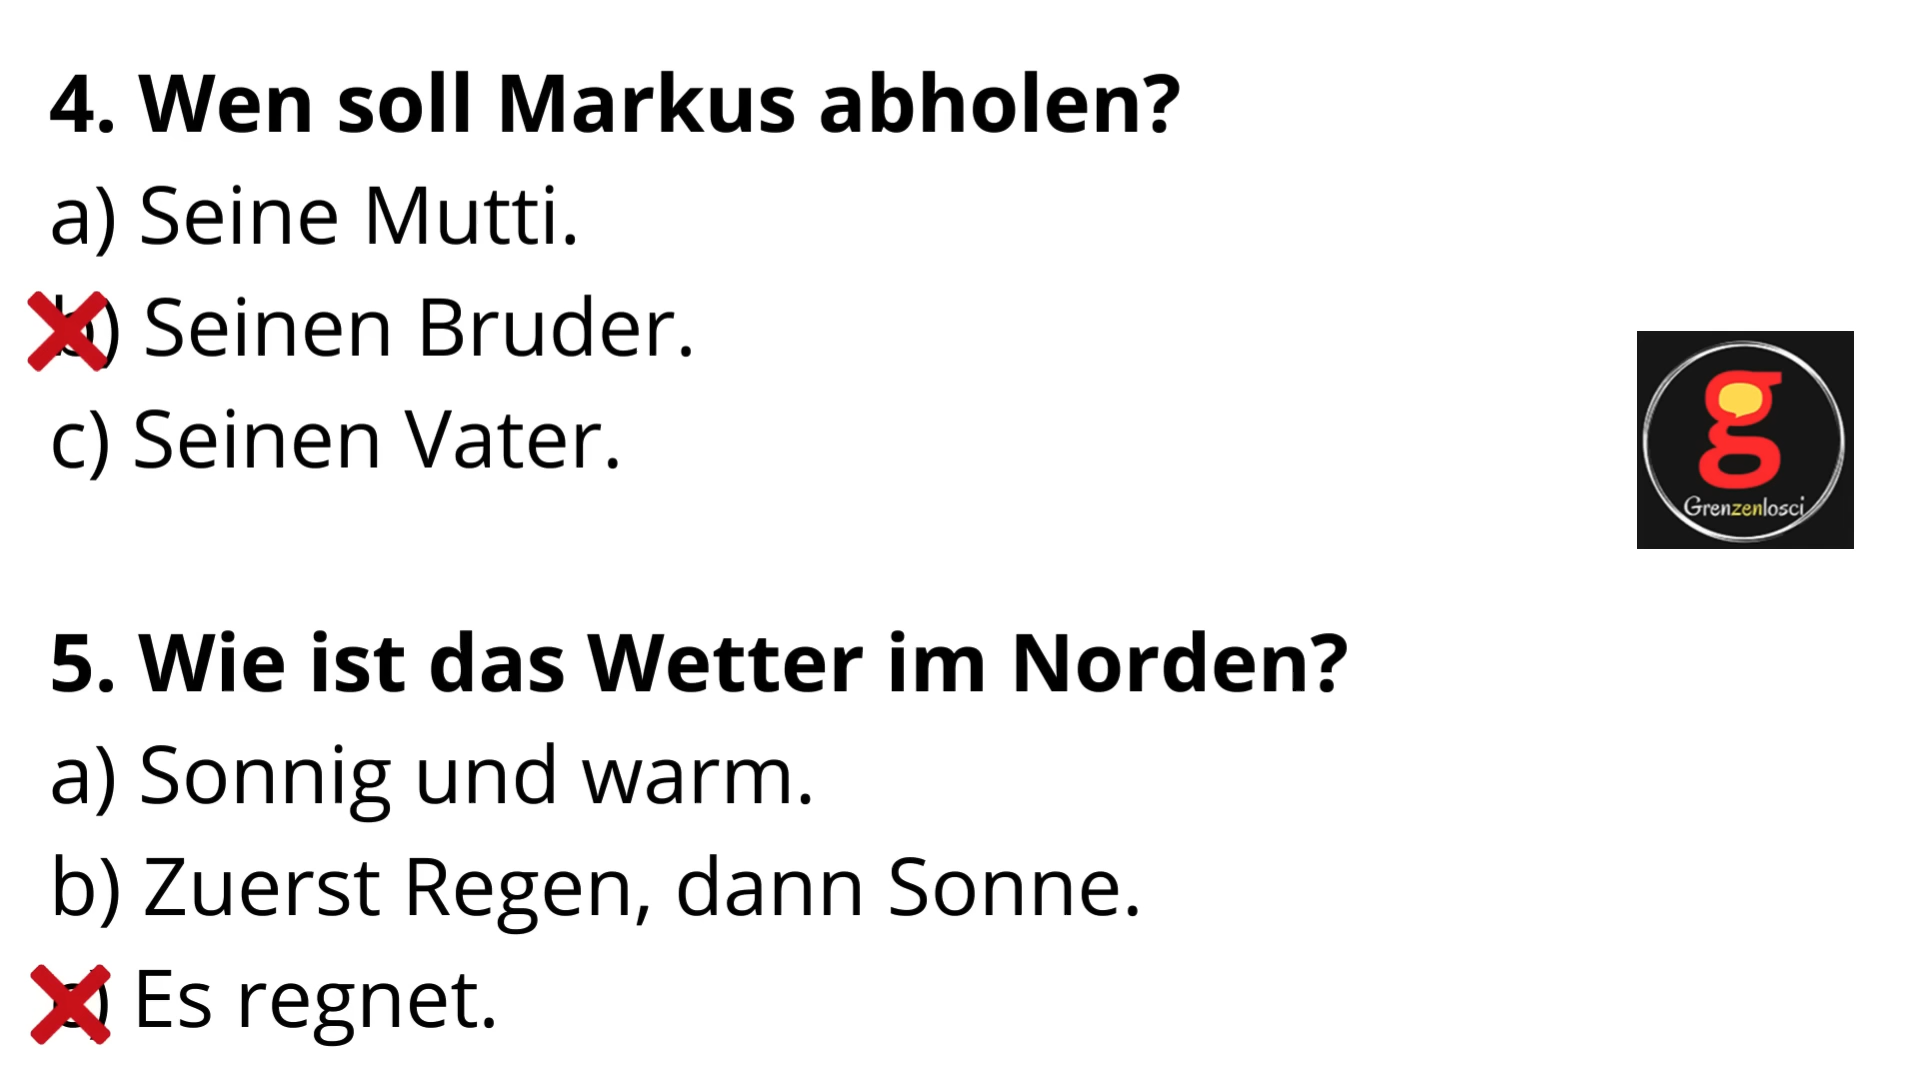 4. Wen soll Markus abholen?
a) Seine Mutti.
b) Seinen Bruder.
c) Seinen Vater.
Grenzenlosci
5. Wie ist das Wetter im Norden?
a) Sonnig und warm.
b) Zuerst Regen, dann Sonne.
c) Es regnet.